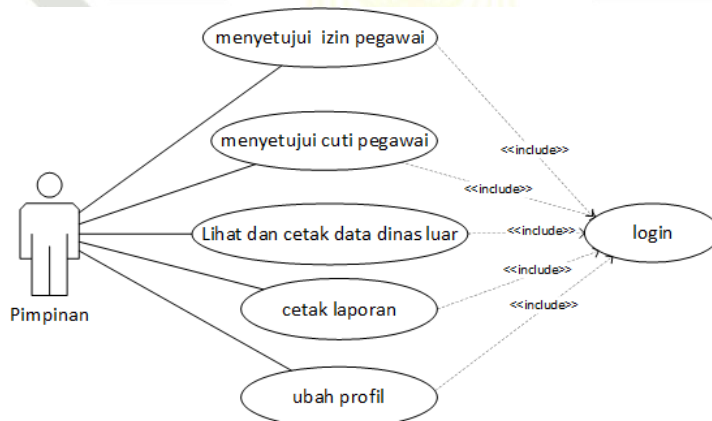 menyetujui izin pegawai
<<include>>
menyetujui cuti pegawai
<<include>>
Lihat dan cetak data dinas luar
<<include>>
login
<<include>>
cetak laporan
<<include>>
Pimpinan
ubah profil